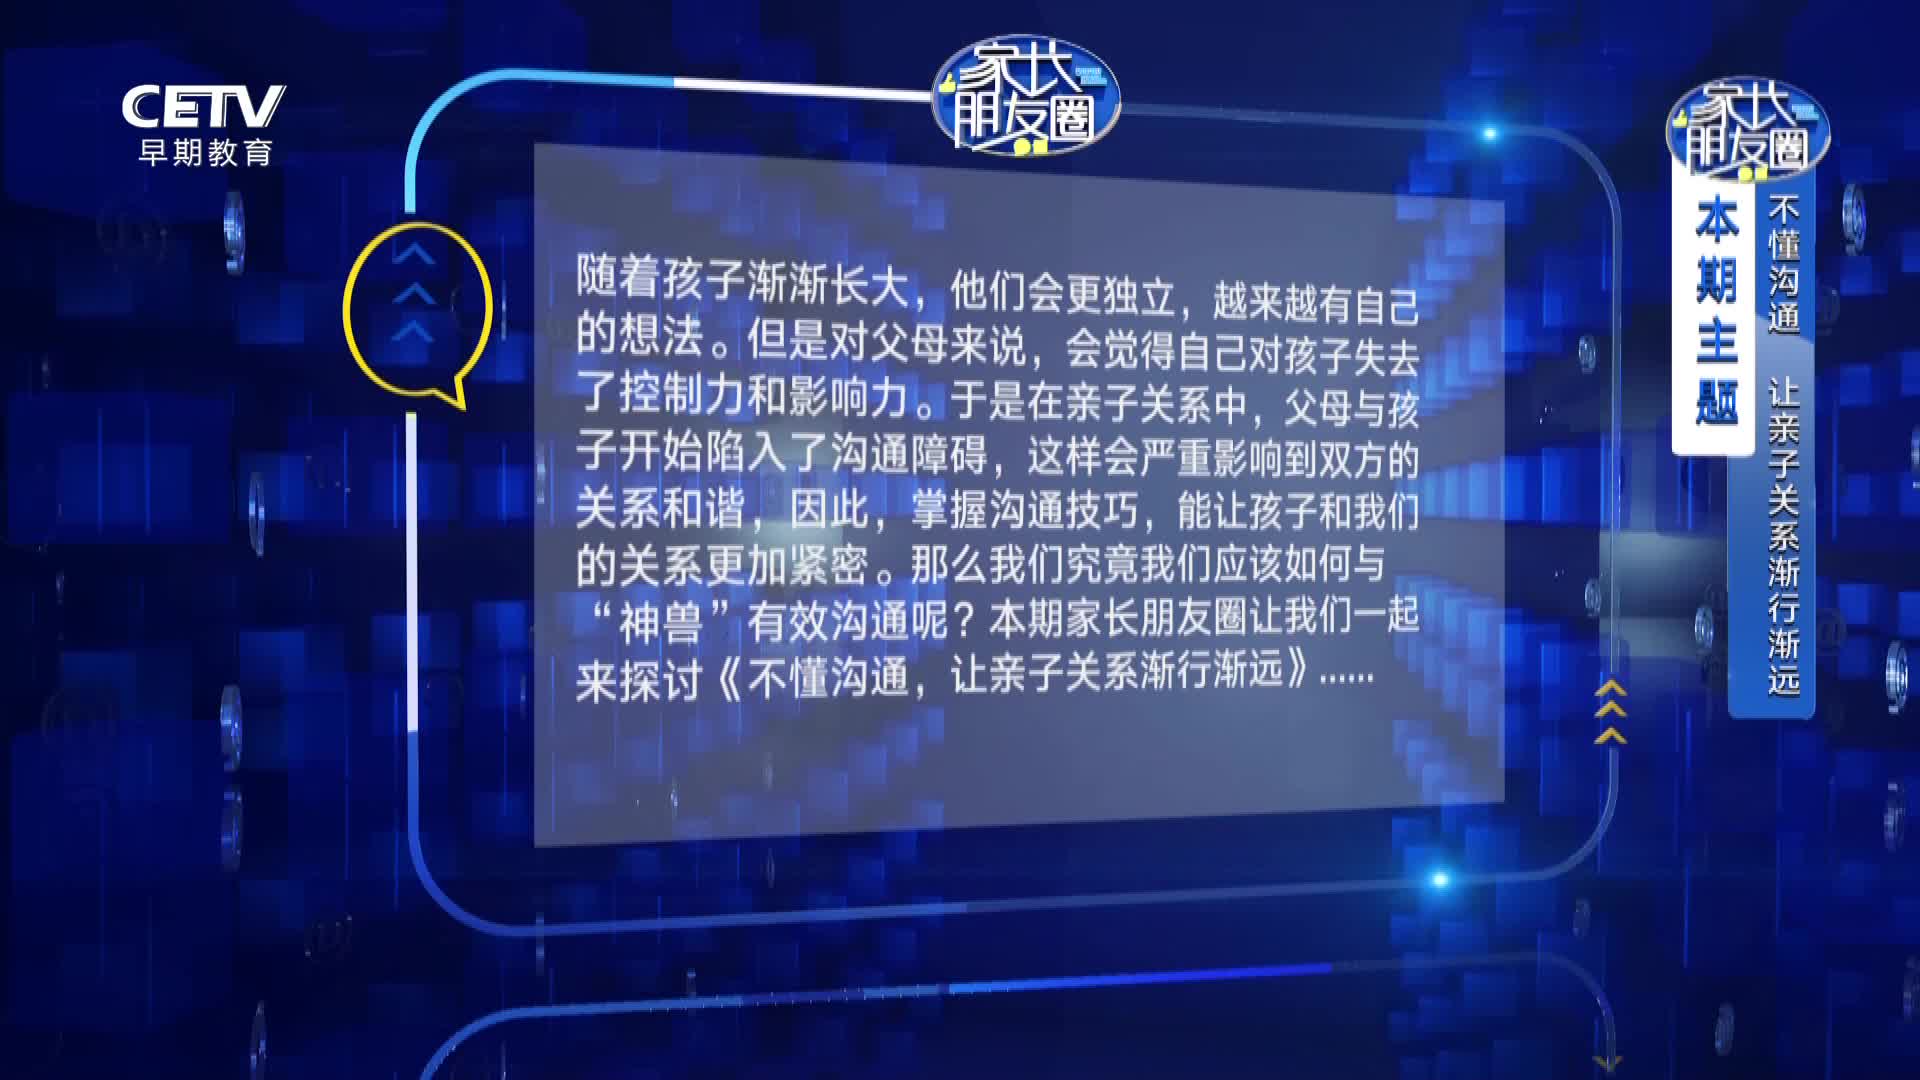 CETV
早期教育
家长
朋友圈
随着孩子渐渐长大，他们会更独立，越来越有自己
的想法。但是对父母来说，会觉得自己对孩子失去
了控制力和影响力。于是在亲子关系中，父母与孩
子开始陷入了沟通障碍，这样会严重影响到双方的
关系和谐，因此，掌握沟通技巧，能让孩子和我们
的关系更加紧密。那么我们究竟我们应该如何与
“神兽”有效沟通呢？本期家长朋友圈让我们一起
来探讨《不懂沟通，让亲子关系渐行渐远》......
家长
朋友圈
本期主题
不懂沟通 让亲子关系渐行渐远